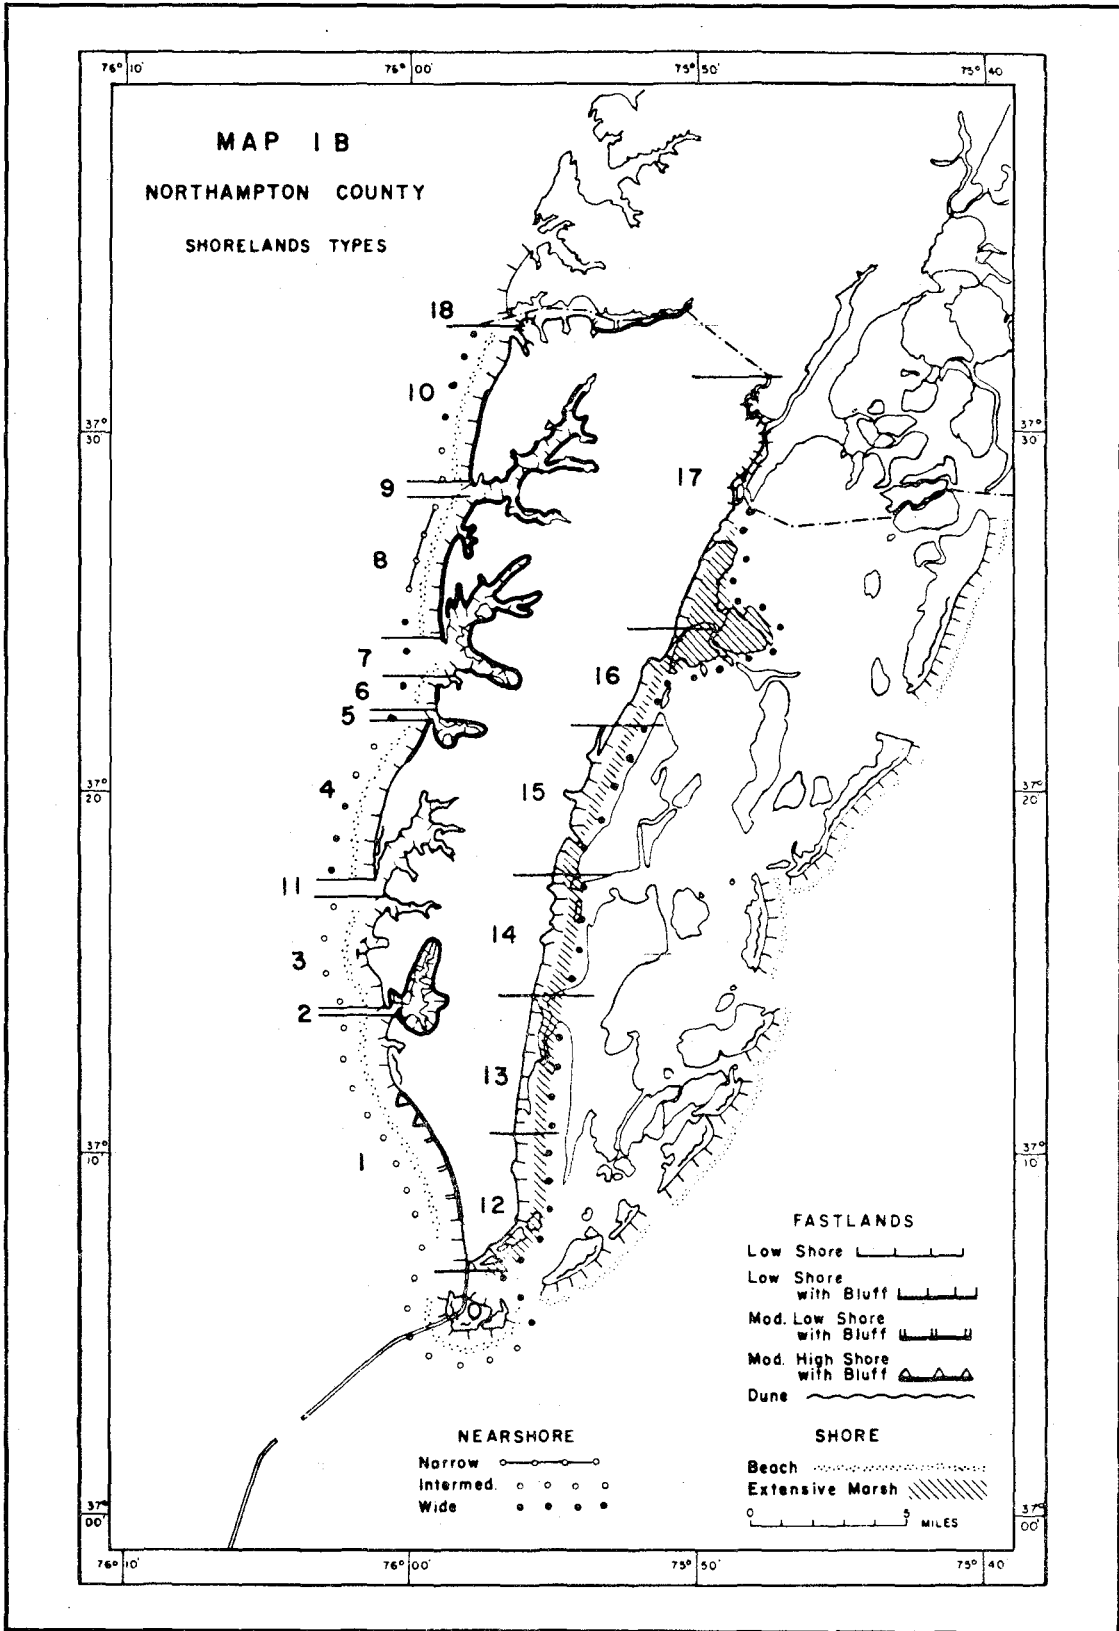 76° 10'
76° 00'
75° 50'
75° 40'
MAP 1B
NORTHAMPTON COUNTY
SHORELANDS TYPES
18
10
37° 30'
37° 30'
9
17
8
7
16
6
5
15
4
37° 20'
37° 20'
11
14
3
2
13
1
37° 10'
37° 10'
12
FASTLANDS
Low Shore
Low Shore
with Bluff
Mod. Low Shore
with Bluff
Mod. High Shore
with Bluff
Dune
NEARSHORE
Narrow
Intermed.
Wide
SHORE
Beach
Extensive Marsh
0 5
MILES
37° 00'
37° 00'
76° 10'
76° 00'
75° 50'
75° 40'